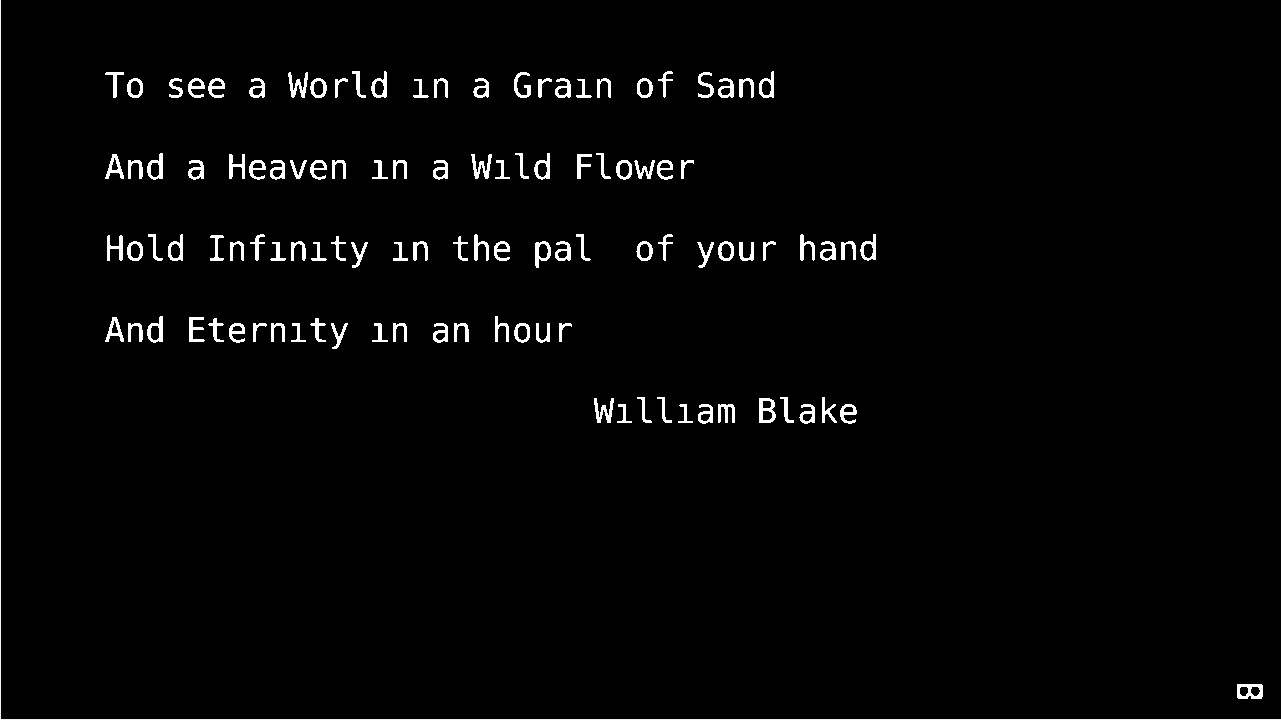 To see a World ın a Graın of Sand
And a Heaven ın a Wıld Flower
Hold Infınıty ın the pal  of your hand
And Eternıty ın an hour
Wıllıam Blake